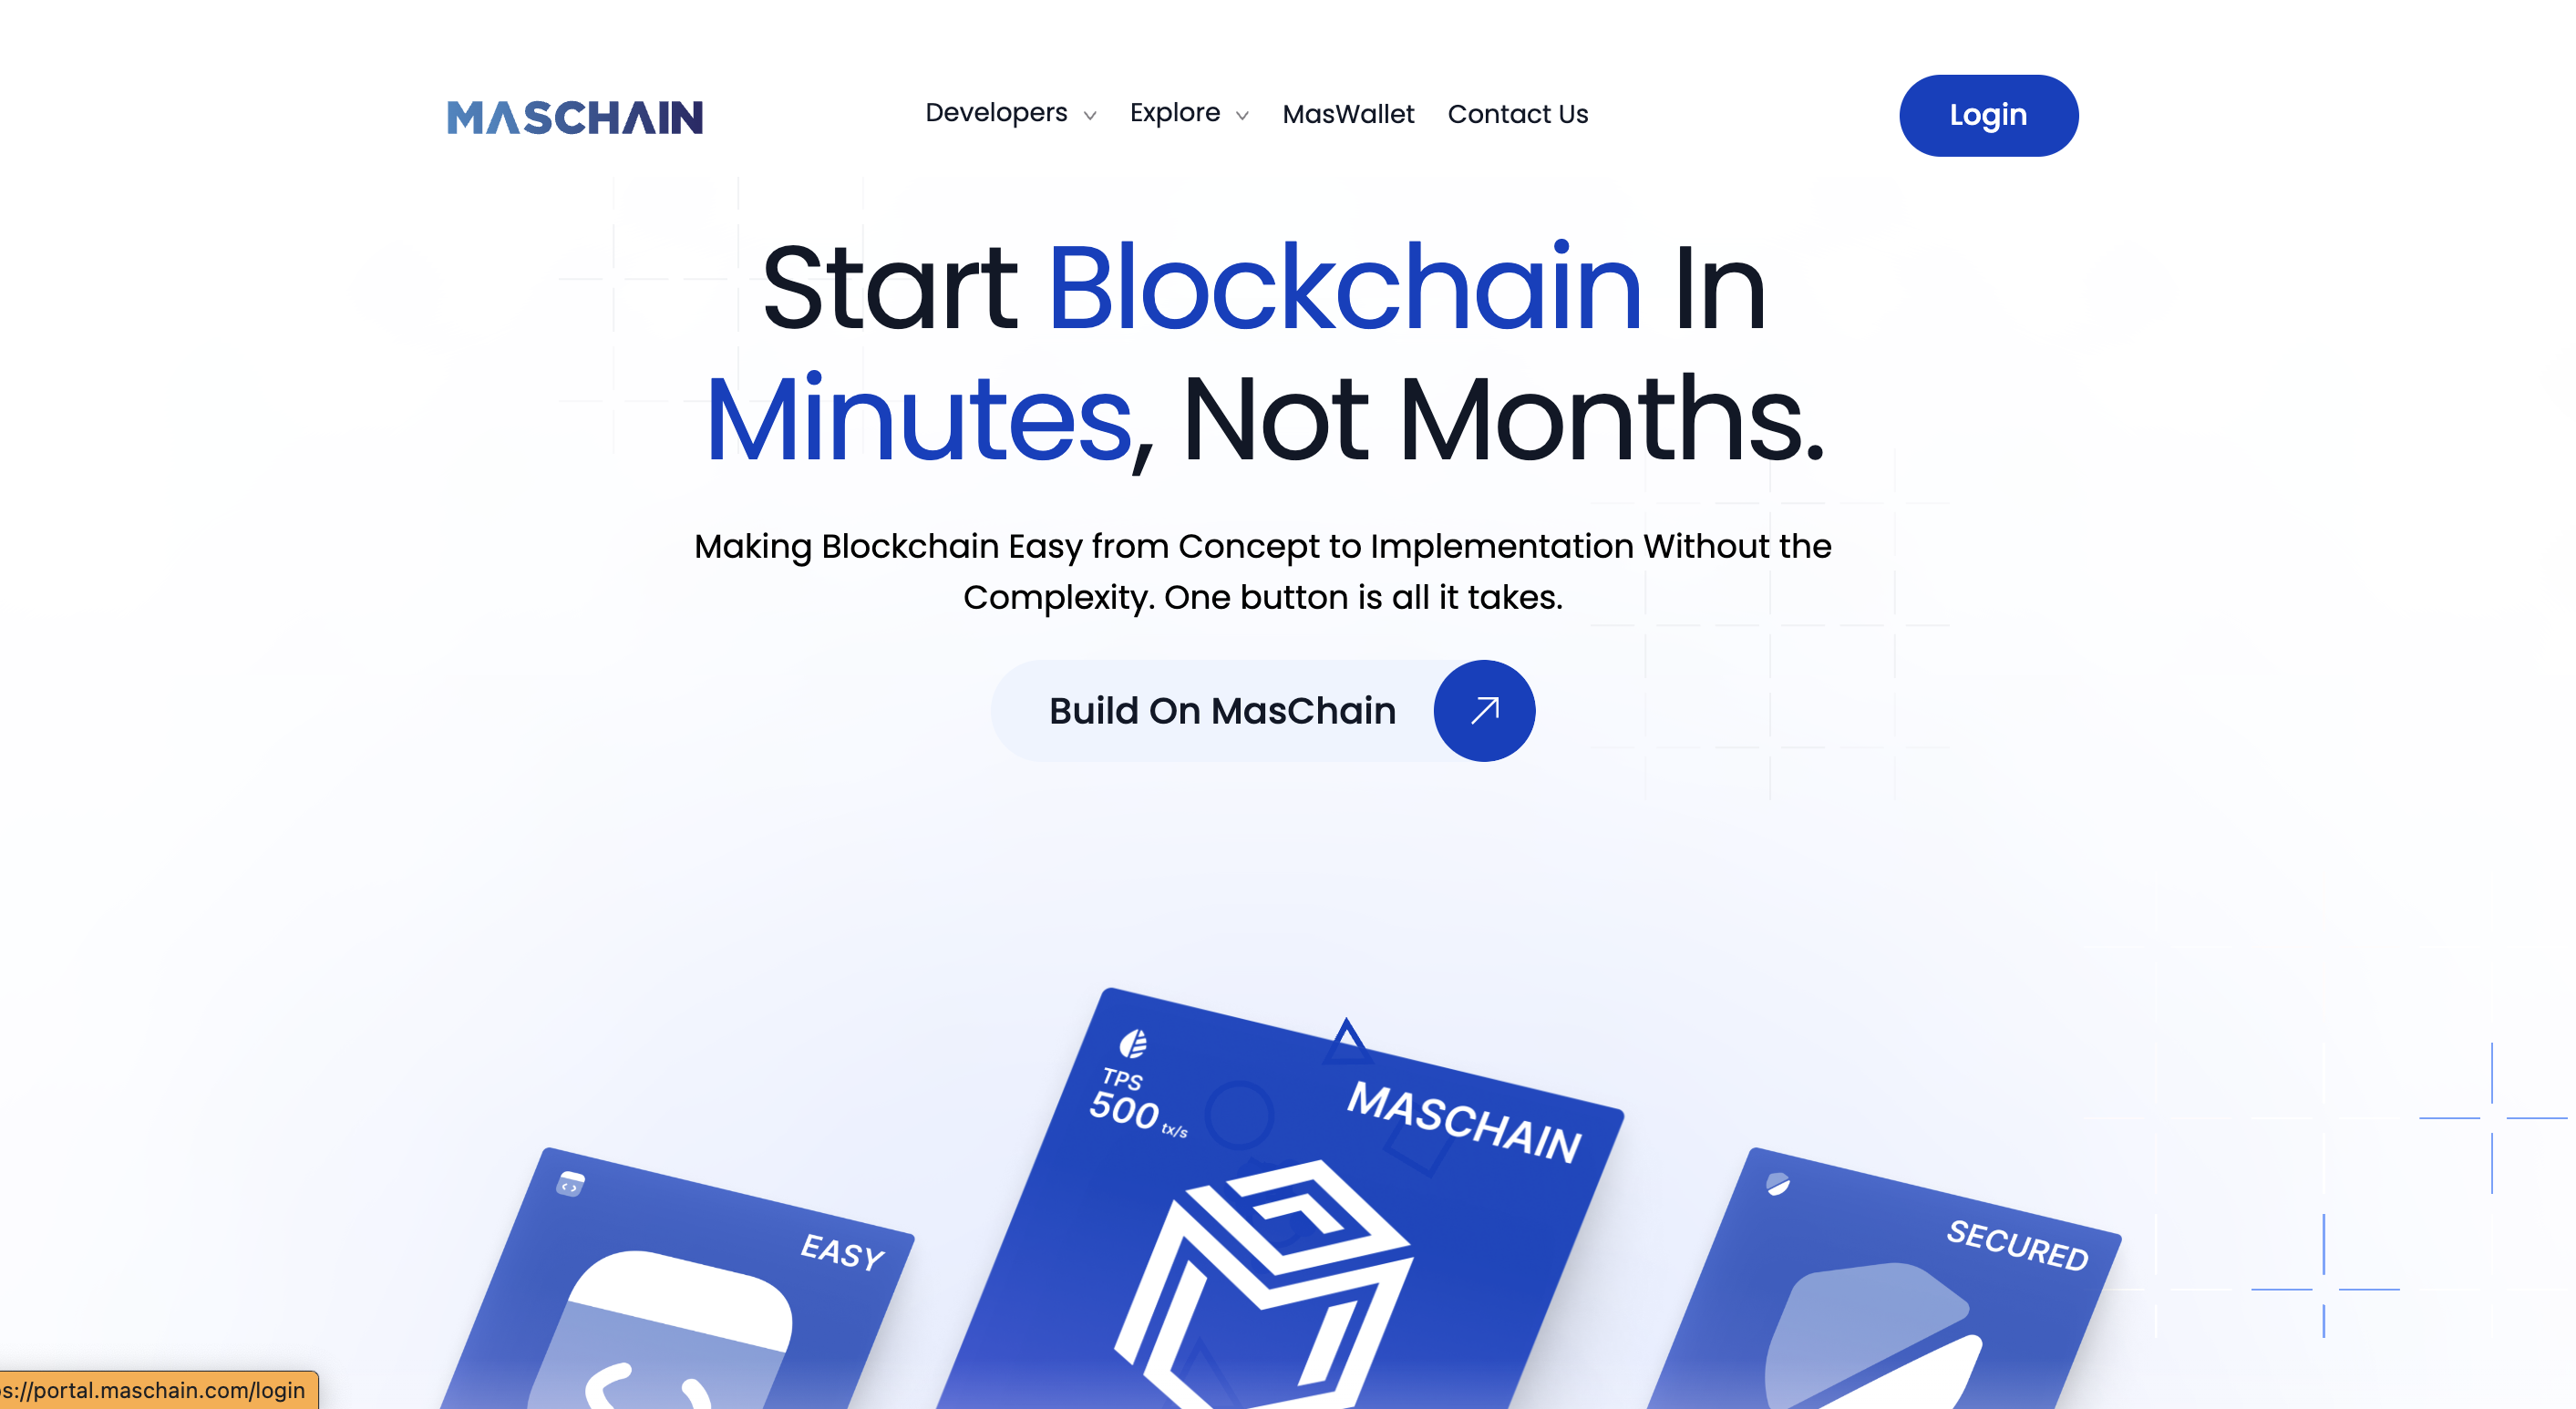 MASCHAIN
Developers
Explore
MasWallet
Contact Us
Login
Start Blockchain In
Minutes, Not Months.
Making Blockchain Easy from Concept to Implementation Without the
Complexity. One button is all it takes.
Build On MasChain
TPS
500 tx/s
MASCHAIN
EASY
SECURED
s://portal.maschain.com/login